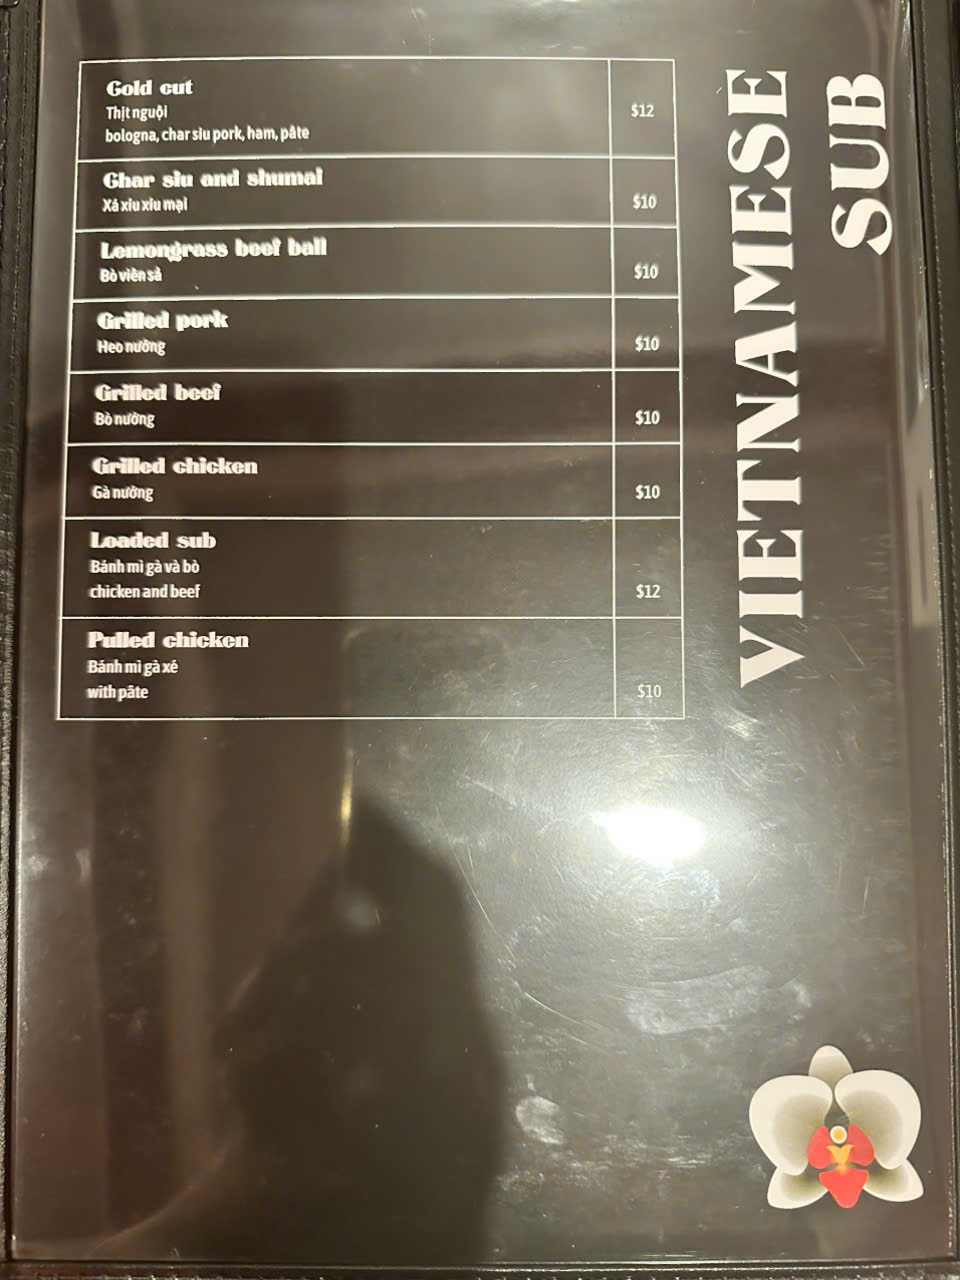 VIETNAMESE
SUB
Cold cut
Thịt nguội
bologna, char siu pork, ham, pâte
$12
Char siu and shumai
Xá xíu xíu mại
$10
Lemongrass beef ball
Bò viên sả
$10
Grilled pork
Heo nướng
$10
Grilled beef
Bò nướng
$10
Grilled chicken
Gà nướng
$10
Loaded sub
Bánh mì gà và bò
chicken and beef
$12
Pulled chicken
Bánh mì gà xé
with pâte
$10